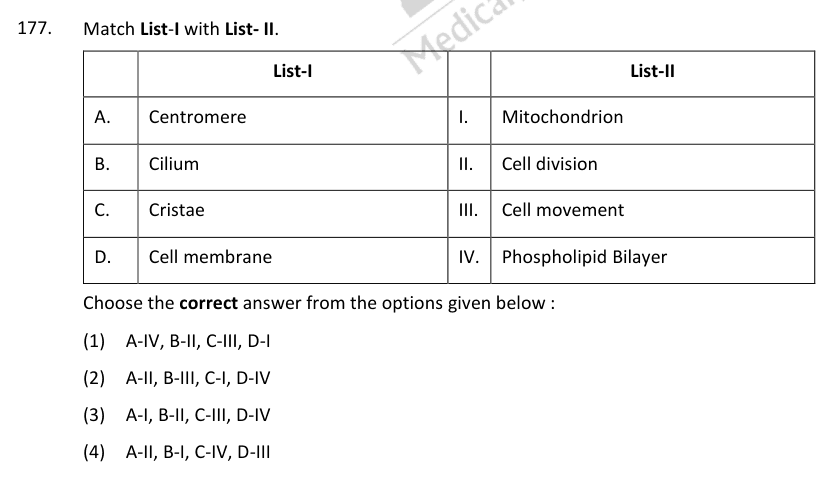 Medican
177. Match List-I with List- II.
List-I List-II
A. Centromere I. Mitochondrion
B. Cilium II. Cell division
C. Cristae III. Cell movement
D. Cell membrane IV. Phospholipid Bilayer
Choose the correct answer from the options given below :
(1) A-IV, B-II, C-III, D-I
(2) A-II, B-III, C-I, D-IV
(3) A-I, B-II, C-III, D-IV
(4) A-II, B-I, C-IV, D-III